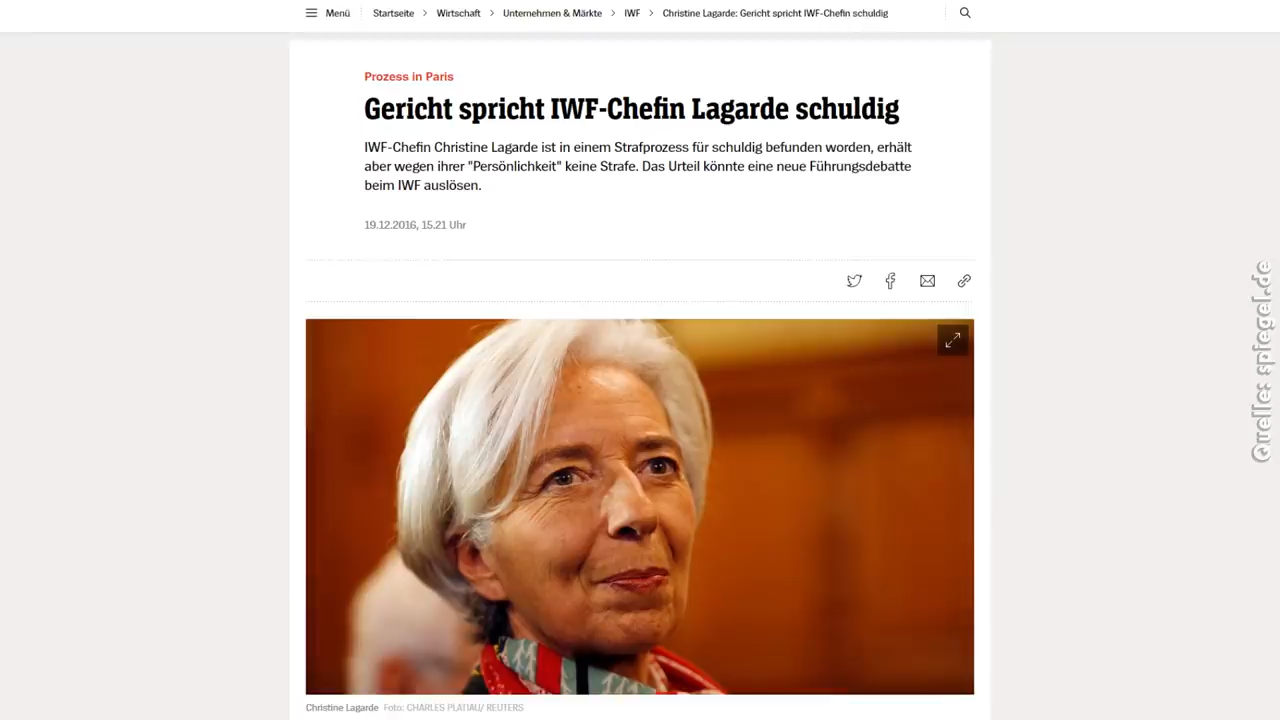 Menü Startseite Wirtschaft Unternehmen & Märkte IWF Christine Lagarde: Gericht spricht IWF-Chefin schuldig
Prozess in Paris
Gericht spricht IWF-Chefin Lagarde schuldig
IWF-Chefin Christine Lagarde ist in einem Strafprozess für schuldig befunden worden, erhält
aber wegen ihrer "Persönlichkeit" keine Strafe. Das Urteil könnte eine neue Führungsdebatte
beim IWF auslösen.
19.12.2016, 15.21 Uhr
Christine Lagarde Foto: CHARLES PLATIAU/ REUTERS
Quelle: spiegel.de